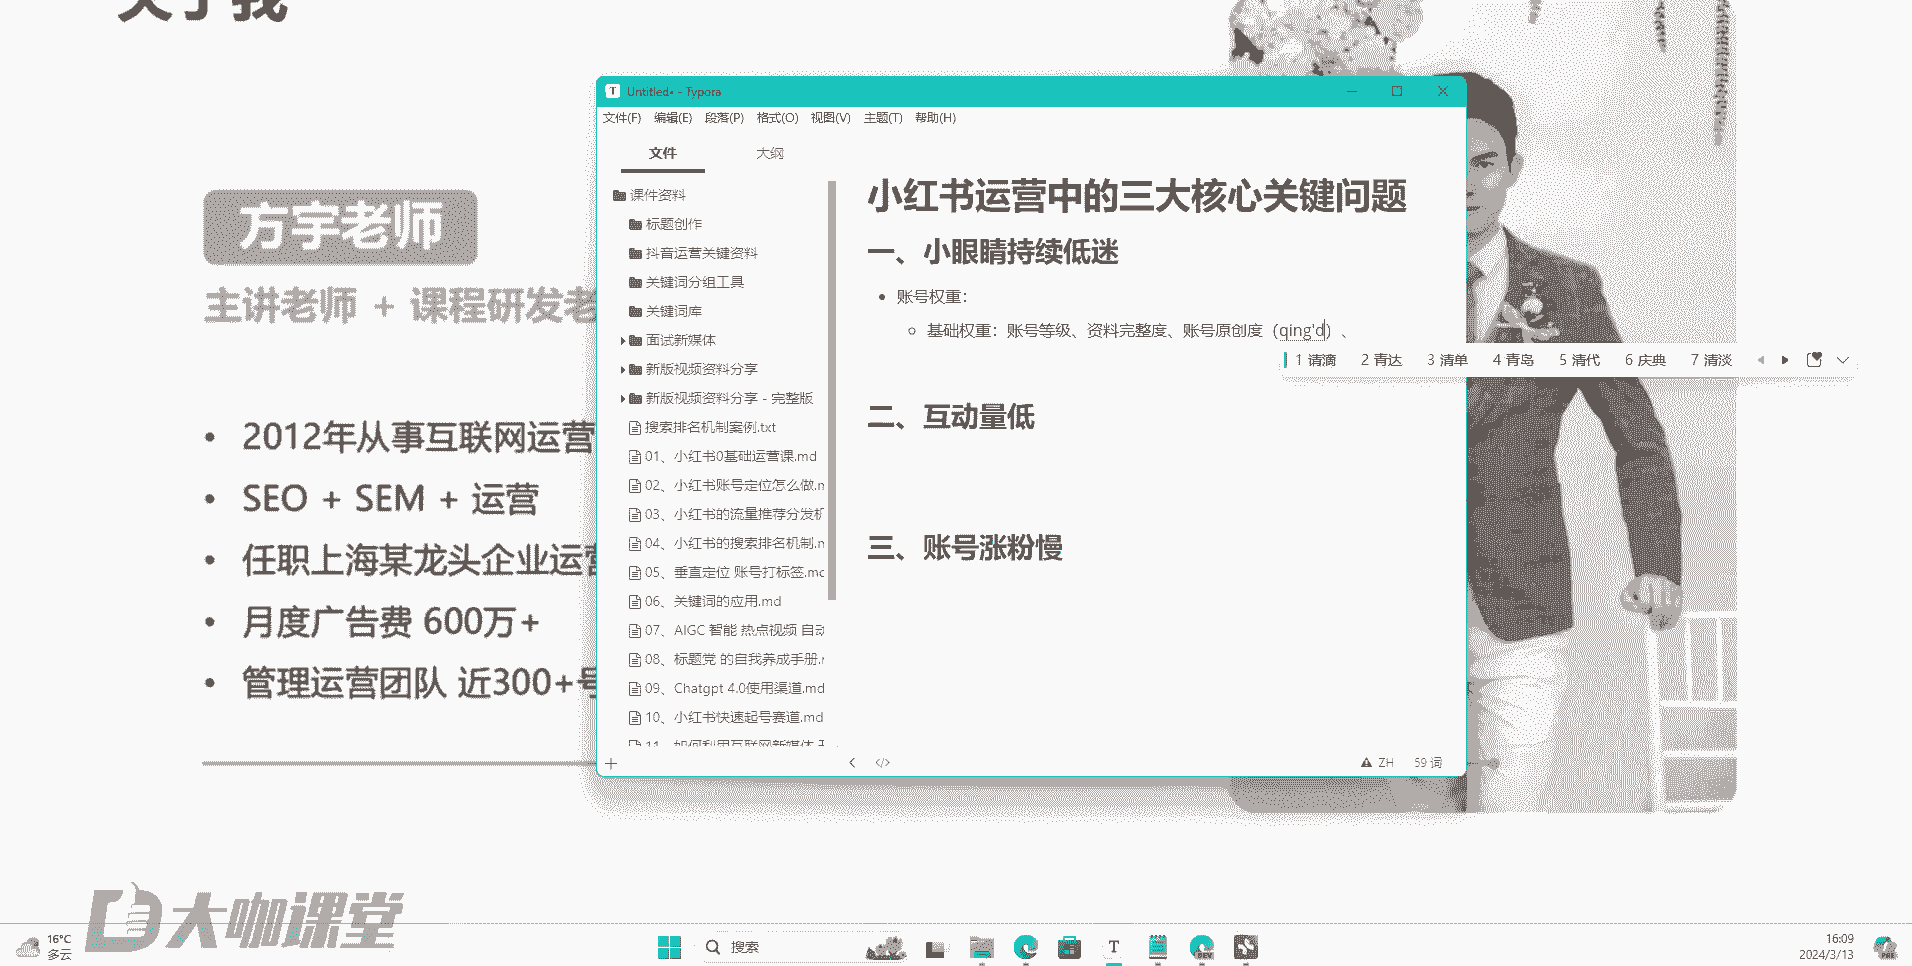 关于我
方宇老师
主讲老师 + 课程研发老
2012年从事互联网运营
SEO + SEM + 运营
任职上海某龙头企业运营
月度广告费 600万+
管理运营团队 近300+号
Untitled• - Typora
文件(F) 编辑(E) 段落(P) 格式(O) 视图(V) 主题(T) 帮助(H)
文件 大纲
课件资料
标题创作
抖音运营关键资料
关键词分组工具
关键词库
面试新媒体
新版视频资料分享
新版视频资料分享 - 完整版
搜索排名机制案例.txt
01、小红书0基础运营课.md
02、小红书账号定位怎么做.m
03、小红书的流量推荐分发机
04、小红书的搜索排名机制.m
05、垂直定位 账号打标签.md
06、关键词的应用.md
07、AIGC 智能 热点视频 自动
08、标题党 的自我养成手册.m
09、Chatgpt 4.0使用渠道.md
10、小红书快速起号赛道.md
11、如何利用互联网新媒体
小红书运营中的三大核心关键问题
一、小眼睛持续低迷
账号权重：
基础权重：账号等级、资料完整度、账号原创度（qing'd）、
1 请滴 2 青达 3 清单 4 青岛 5 清代 6 庆典 7 清淡
二、互动量低
三、账号涨粉慢
ZH 59 词
大咖课堂
16°C
多云
搜索
16:09
2024/3/13